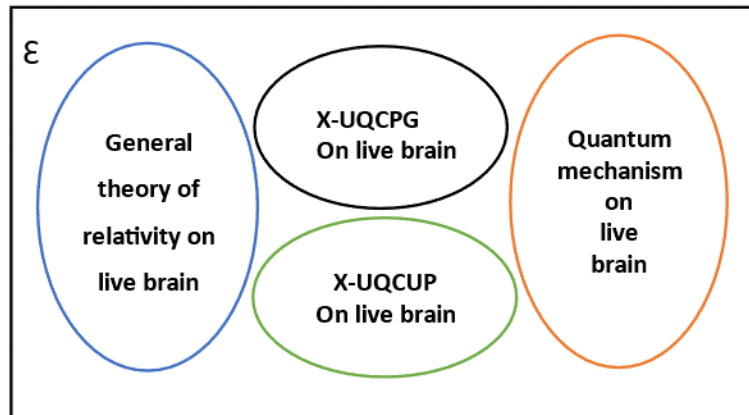 ε
General
theory of
relativity on
live brain
X-UQCPG
On live brain
X-UQCUP
On live brain
Quantum
mechanism
on
live
brain